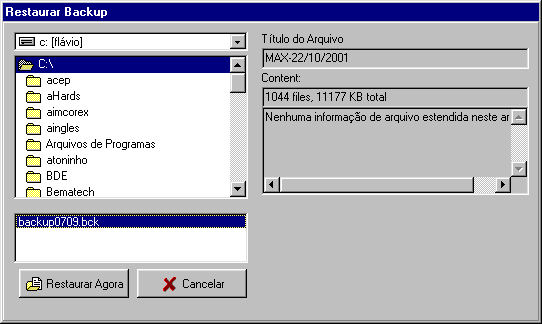 Restaurar Backup
c: [flávio]
C:\
acep
aHards
aimcorex
aingles
Arquivos de Programas
atoninho
BDE
Bematech
backup0709.bck
Restaurar Agora
Cancelar
Título do Arquivo
MAX-22/10/2001
Content:
1044 files, 11177 KB total
Nenhuma informação de arquivo estendida neste ar